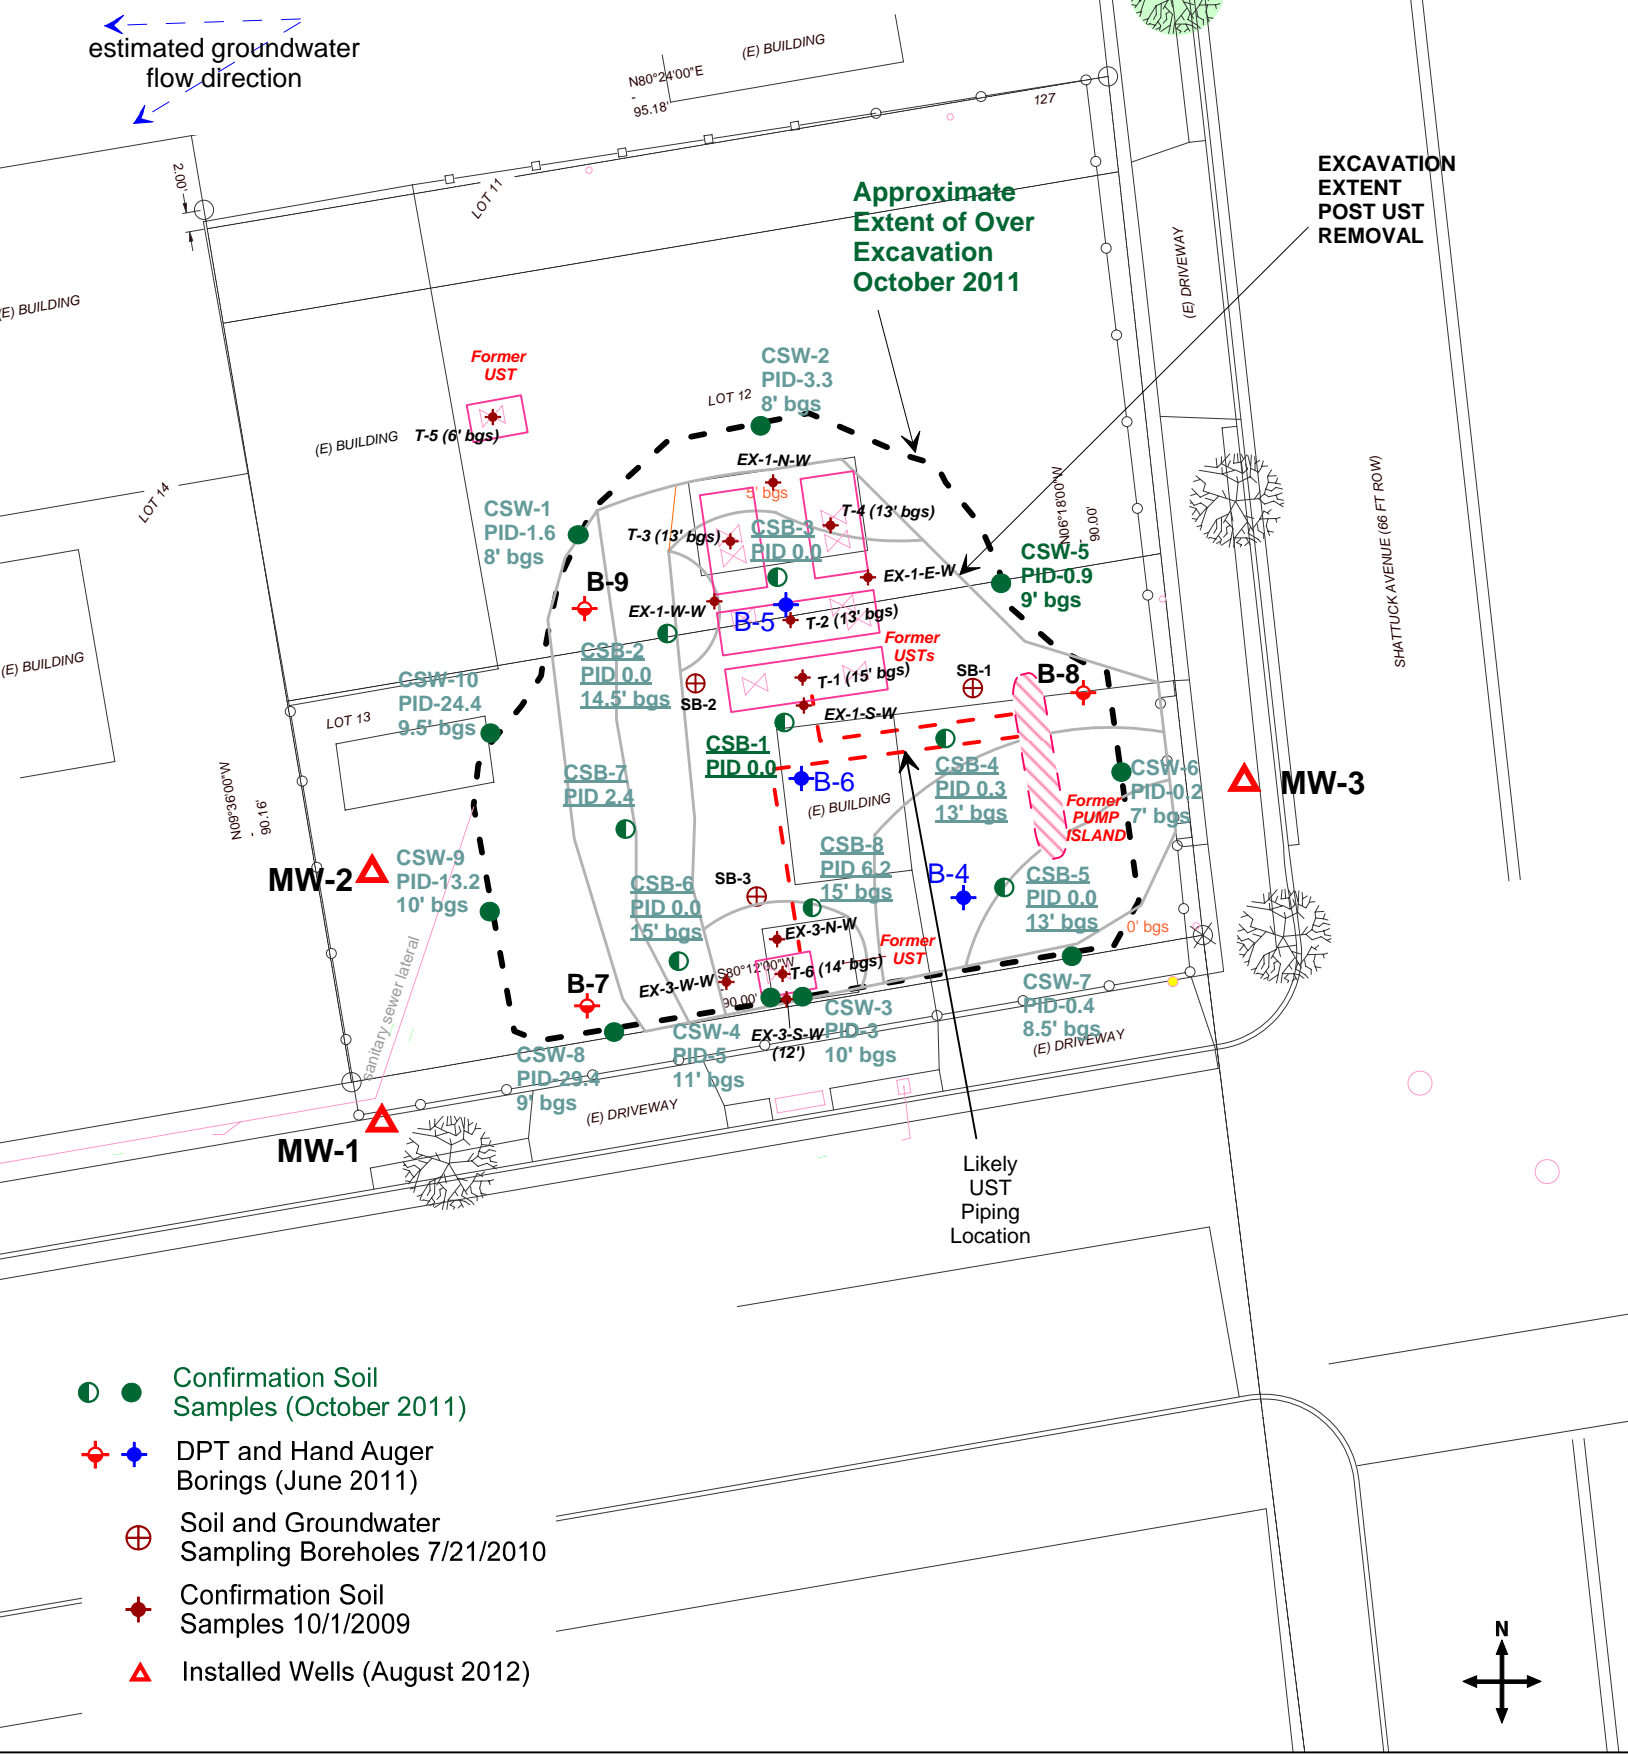 estimated groundwater
flow direction
(E) BUILDING
N80°24'00"E
-
95.18'
127
2.00'
LOT 11
EXCAVATION
EXTENT
POST UST
REMOVAL
Approximate
Extent of Over
Excavation
October 2011
(E) DRIVEWAY
(E) BUILDING
Former
UST
CSW-2
PID-3.3
8' bgs
LOT 12
(E) BUILDING
T-5 (6' bgs)
EX-1-N-W
5' bgs
LOT 14
N06°18'00"W
-
90.00'
SHATTUCK AVENUE (66 FT ROW)
CSW-1
PID-1.6
8' bgs
T-4 (13' bgs)
T-3 (13' bgs)
CSB-3
PID 0.0
CSW-5
PID-0.9
9' bgs
B-9
EX-1-E-W
EX-1-W-W
B-5
T-2 (13' bgs)
Former
USTs
(E) BUILDING
CSB-2
PID 0.0
14.5' bgs
SB-1
B-8
T-1 (15' bgs)
CSW-10
PID-24.4
9.5' bgs
SB-2
LOT 13
EX-1-S-W
CSB-1
PID 0.0
CSB-7
PID 2.4
B-6
CSB-4
PID 0.3
13' bgs
CSW-6
PID-0.2
7' bgs
MW-3
(E) BUILDING
Former
PUMP
ISLAND
N09°36'00"W
-
90.16'
CSW-9
PID-13.2
10' bgs
MW-2
CSB-8
PID 6.2
15' bgs
SB-3
CSB-6
PID 0.0
15' bgs
B-4
CSB-5
PID 0.0
13' bgs
0' bgs
EX-3-N-W
Former
UST
sanitary sewer lateral
S80°12'00"W
-
90.00'
T-6 (14' bgs)
B-7
EX-3-W-W
CSW-7
PID-0.4
8.5' bgs
CSW-3
PID-3
10' bgs
CSW-4
PID-5
11' bgs
EX-3-S-W
(12')
(E) DRIVEWAY
CSW-8
PID-29.4
9' bgs
(E) DRIVEWAY
MW-1
Likely
UST
Piping
Location
Confirmation Soil
Samples (October 2011)
DPT and Hand Auger
Borings (June 2011)
Soil and Groundwater
Sampling Boreholes 7/21/2010
Confirmation Soil
Samples 10/1/2009
Installed Wells (August 2012)
N